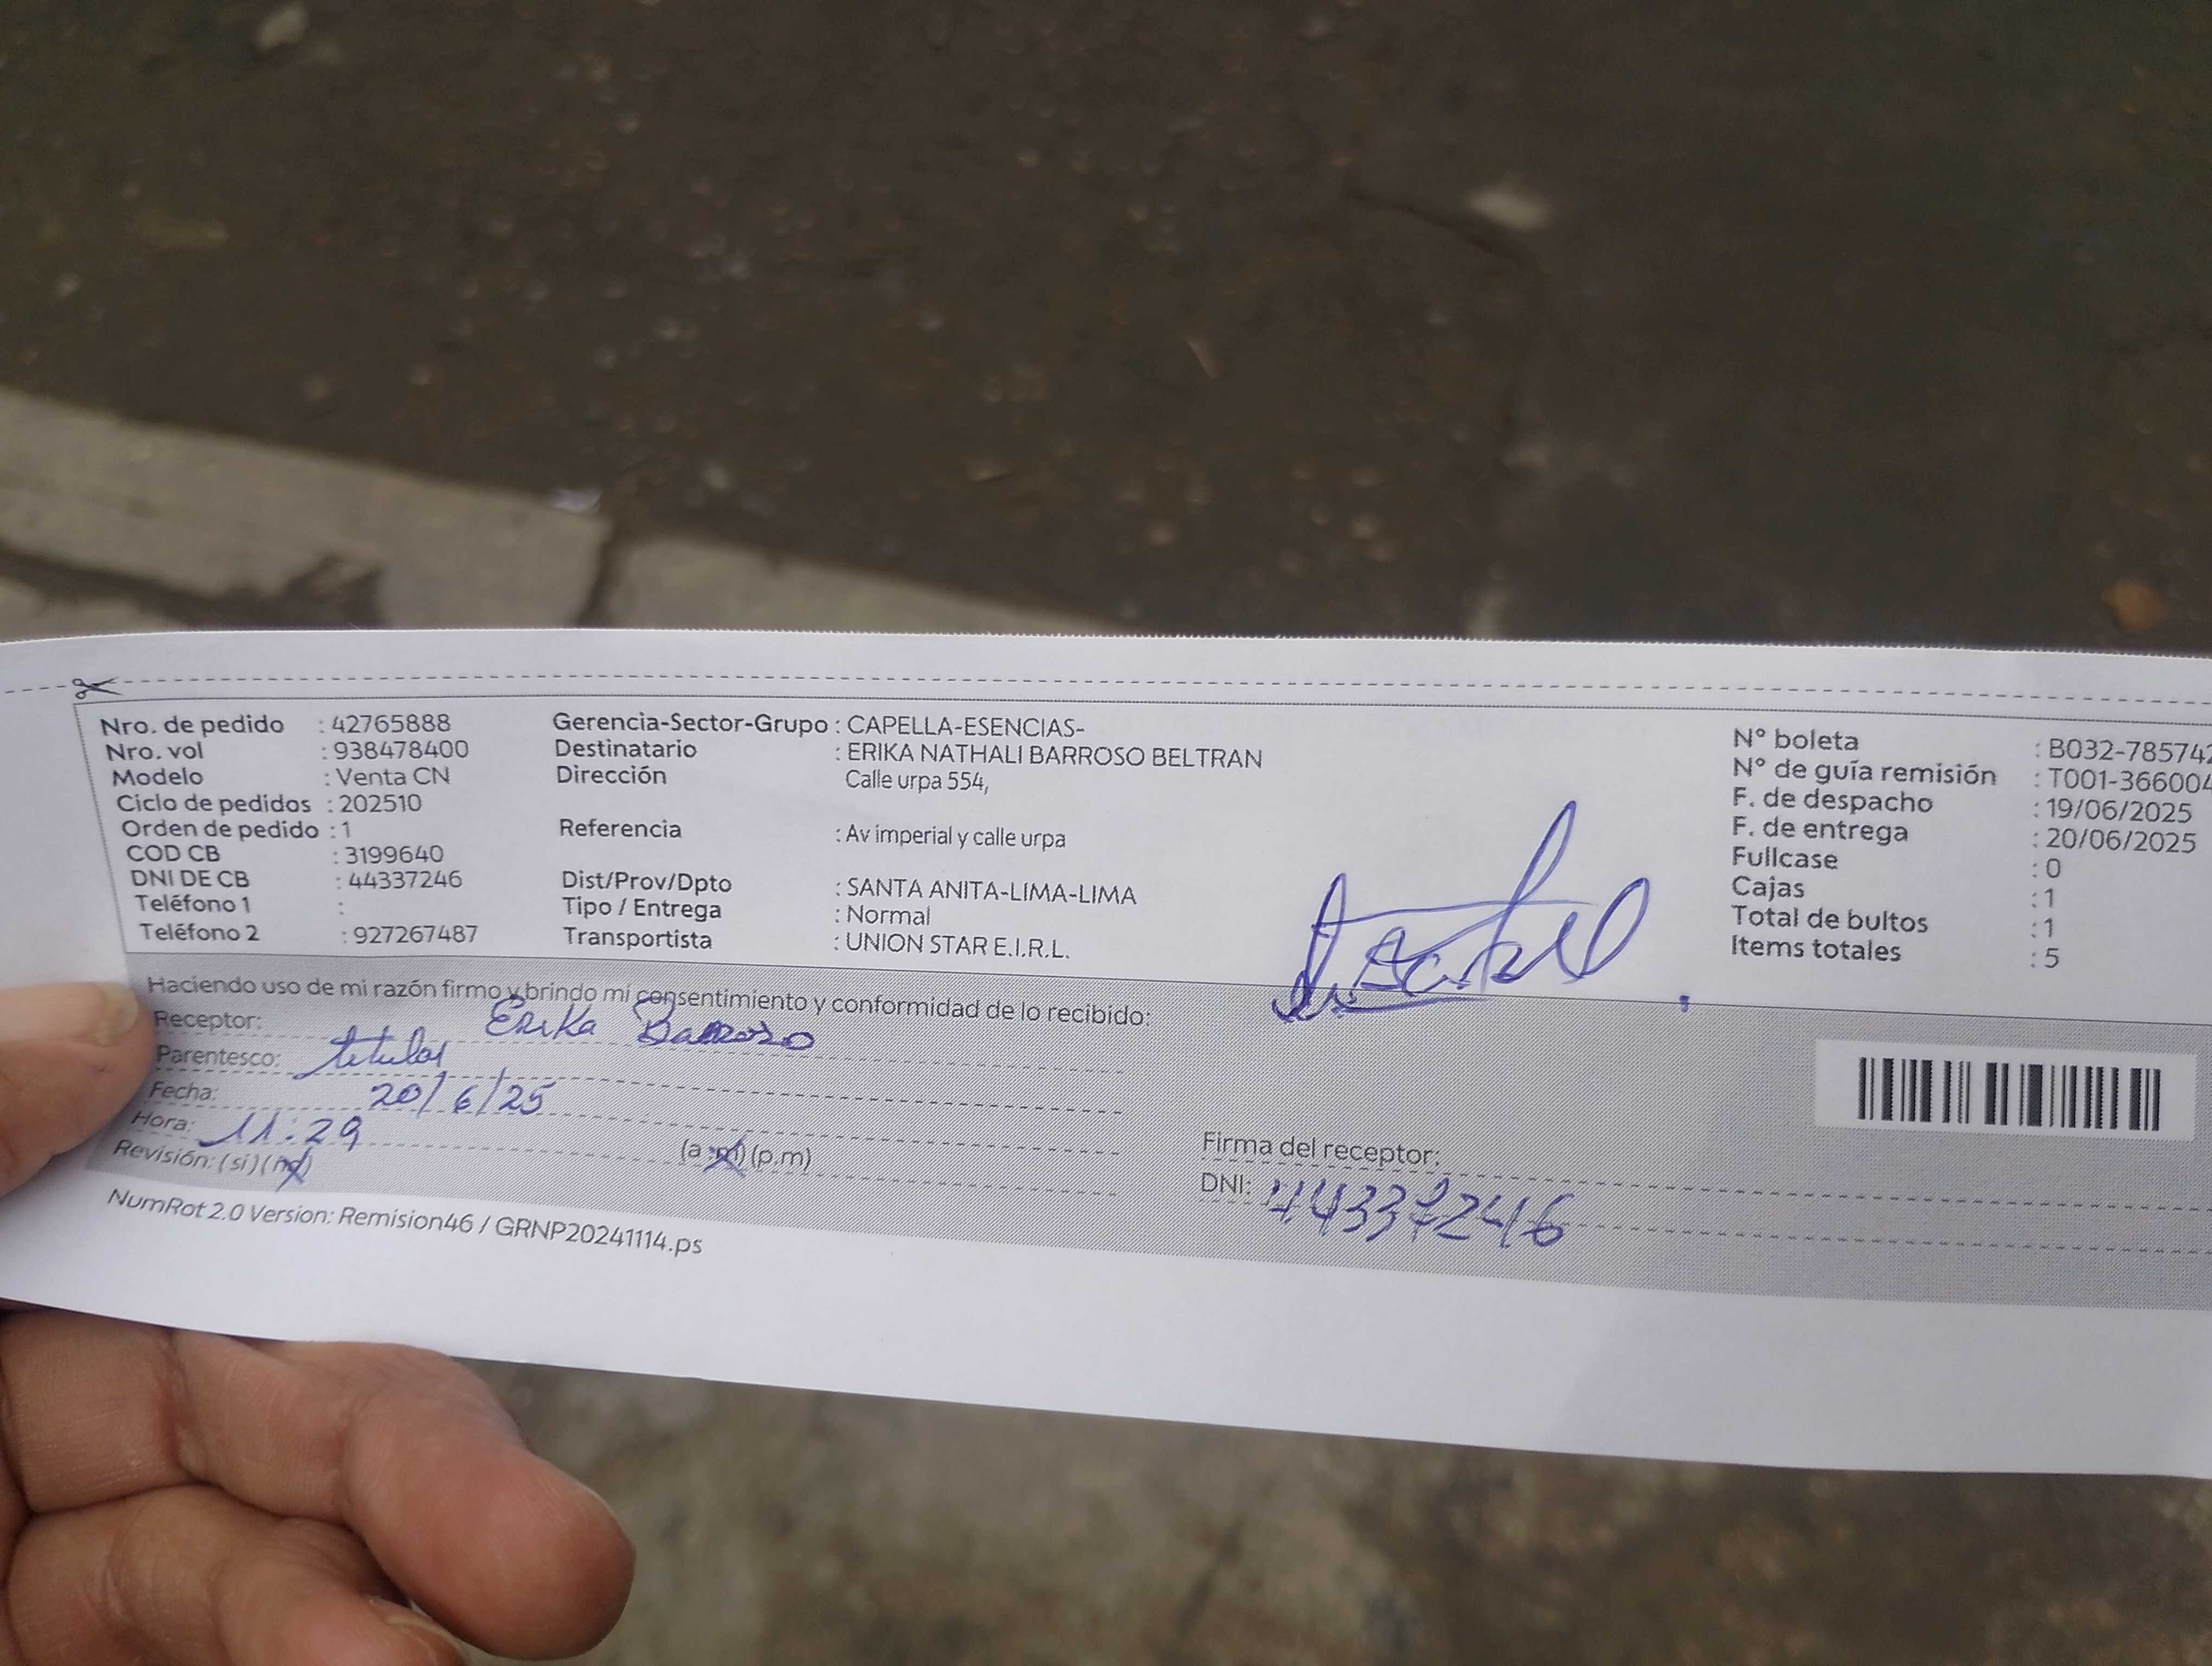 Nro. de pedido : 42765888
Nro. vol : 938478400
Modelo : Venta CN
Ciclo de pedidos : 202510
Orden de pedido : 1
COD CB : 3199640
DNI DE CB : 44337246
Teléfono 1 :
Teléfono 2 : 927267487
Gerencia-Sector-Grupo : CAPELLA-ESENCIAS-
Destinatario : ERIKA NATHALI BARROSO BELTRAN
Dirección Calle urpa 554,
Referencia : Av imperial y calle urpa
Dist/Prov/Dpto : SANTA ANITA-LIMA-LIMA
Tipo / Entrega : Normal
Transportista : UNION STAR E.I.R.L.
N° boleta : B032-785742
N° de guía remisión : T001-366004
F. de despacho : 19/06/2025
F. de entrega : 20/06/2025
Fullcase : 0
Cajas : 1
Total de bultos : 1
Items totales : 5
Haciendo uso de mi razón firmo y brindo mi consentimiento y conformidad de lo recibido:
Receptor: Erika Barroso
Parentesco: titular
Fecha: 20/6/25
Hora: 11:29 (a.m) (p.m)
Revisión: (si) (no)
Firma del receptor:
DNI: 44337246
NumRot 2.0 Version: Remision46 / GRNP20241114.ps